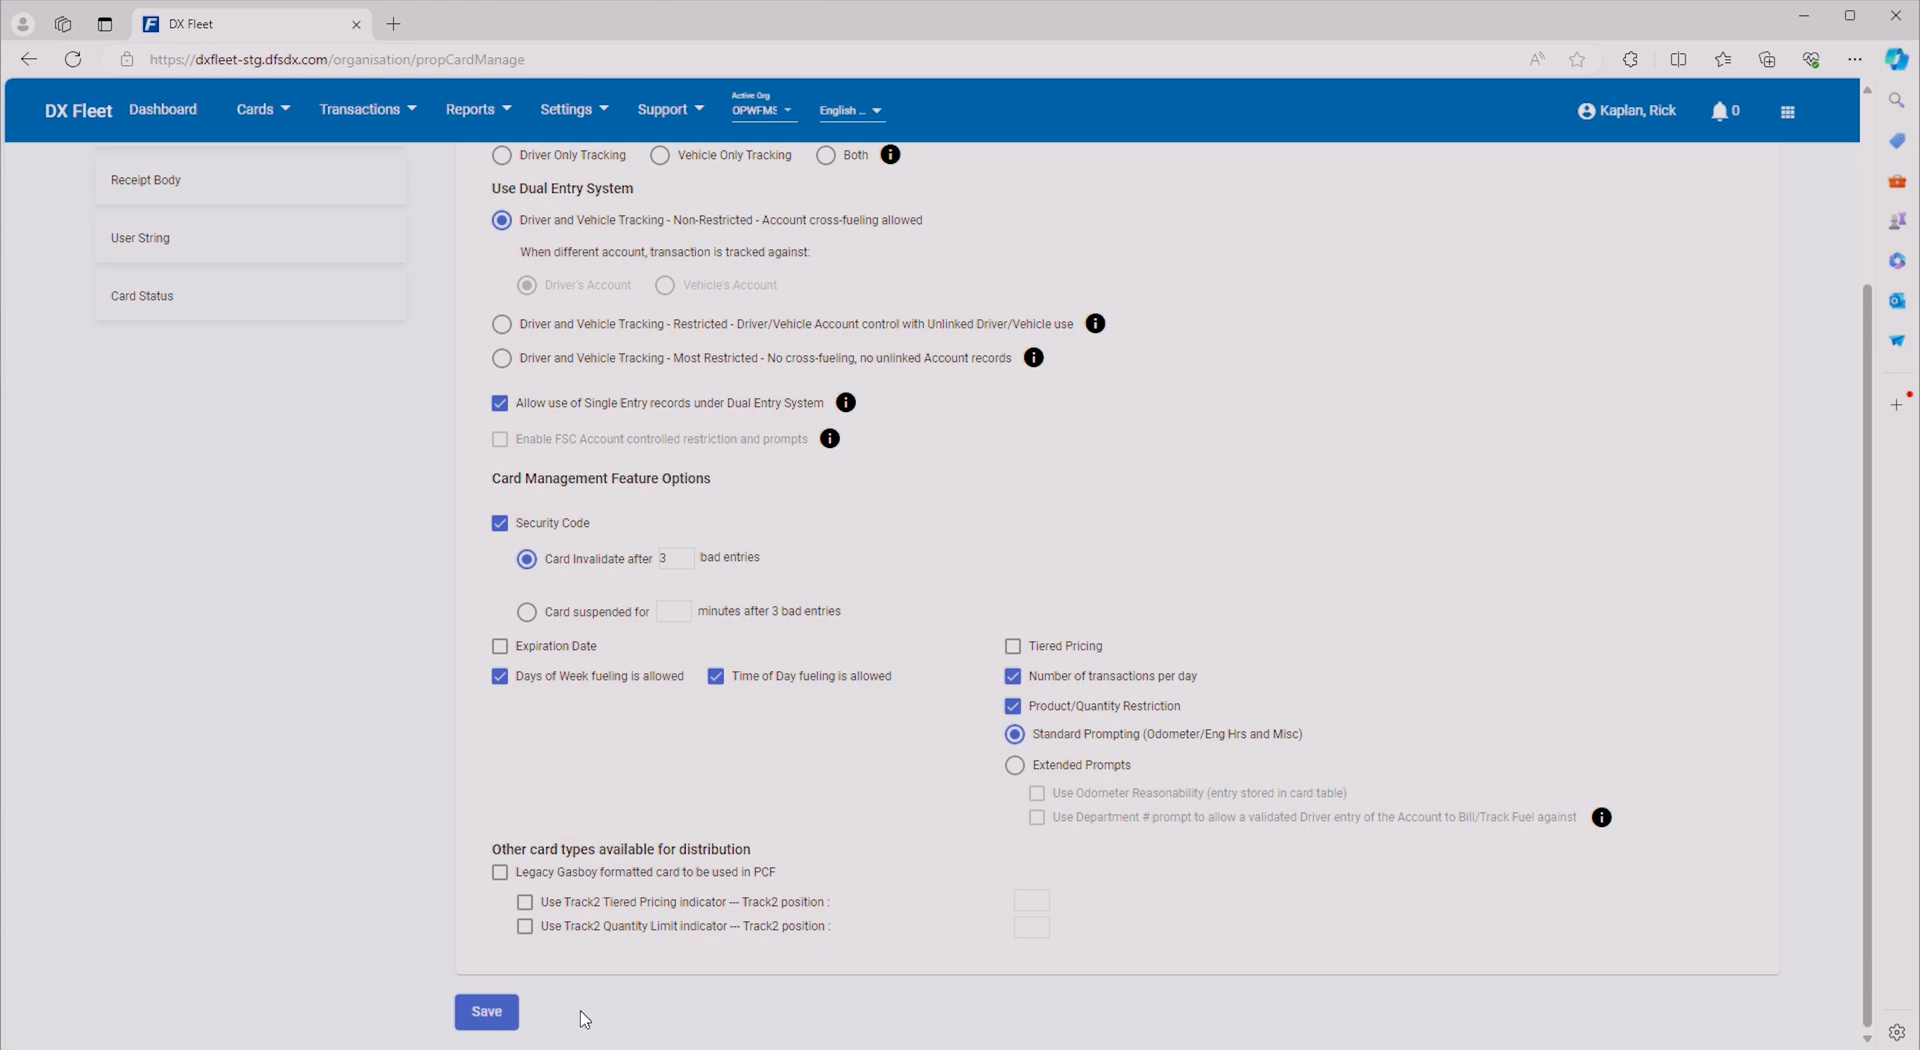 DX Fleet
https://dxfleet-stg.dfsdx.com/organisation/propCardManage
DX Fleet Dashboard Cards Transactions Reports Settings Support Active Org OPWFMS English ... Kaplan, Rick 0
Driver Only Tracking Vehicle Only Tracking Both
Receipt Body
User String
Card Status
Use Dual Entry System
Driver and Vehicle Tracking - Non-Restricted - Account cross-fueling allowed
When different account, transaction is tracked against:
Driver's Account Vehicle's Account
Driver and Vehicle Tracking - Restricted - Driver/Vehicle Account control with Unlinked Driver/Vehicle use
Driver and Vehicle Tracking - Most Restricted - No cross-fueling, no unlinked Account records
Allow use of Single Entry records under Dual Entry System
Enable FSC Account controlled restriction and prompts
Card Management Feature Options
Security Code
Card Invalidate after 3 bad entries
Card suspended for minutes after 3 bad entries
Expiration Date
Days of Week fueling is allowed Time of Day fueling is allowed
Tiered Pricing
Number of transactions per day
Product/Quantity Restriction
Standard Prompting (Odometer/Eng Hrs and Misc)
Extended Prompts
Use Odometer Reasonability (entry stored in card table)
Use Department # prompt to allow a validated Driver entry of the Account to Bill/Track Fuel against
Other card types available for distribution
Legacy Gasboy formatted card to be used in PCF
Use Track2 Tiered Pricing indicator --- Track2 position :
Use Track2 Quantity Limit indicator --- Track2 position :
Save